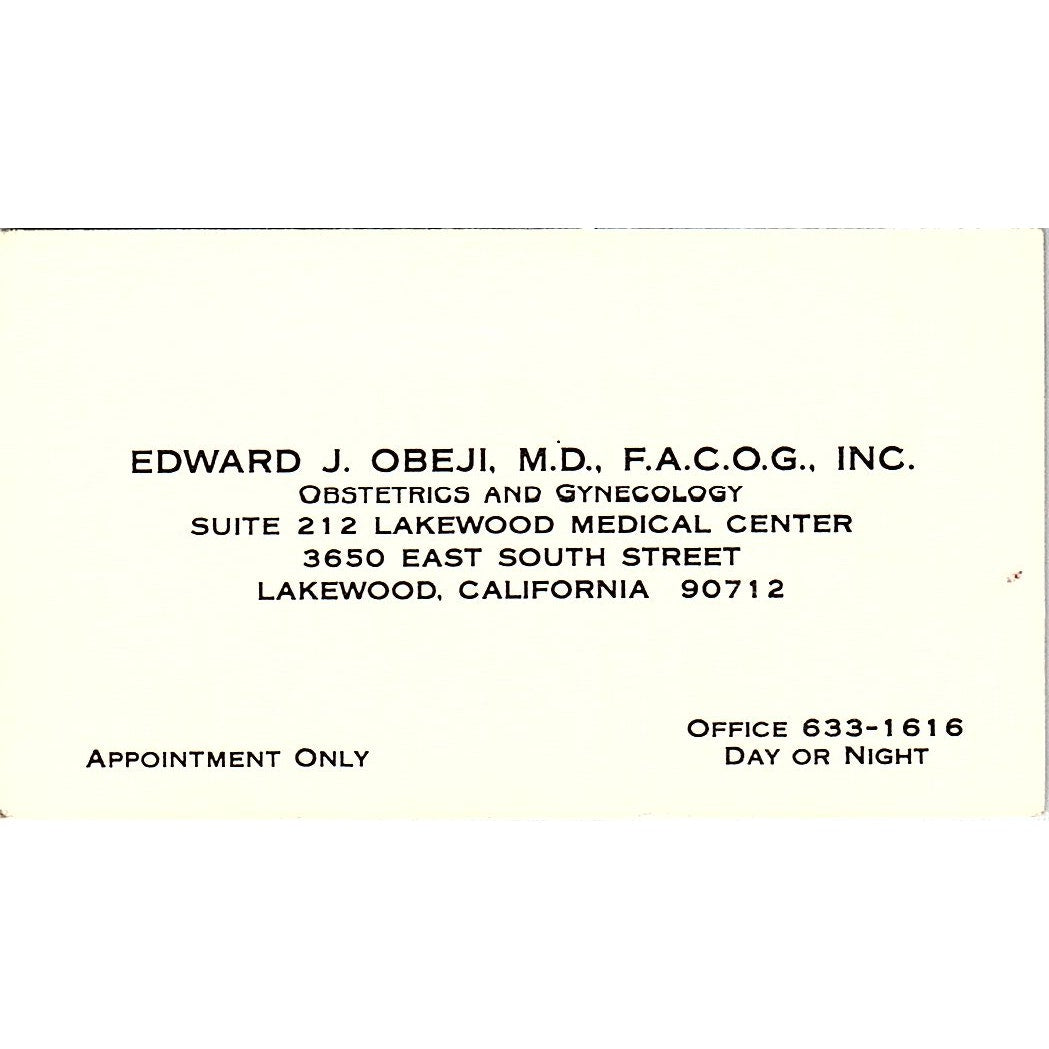 EDWARD J. OBEJI, M.D., F.A.C.O.G., INC.
OBSTETRICS AND GYNECOLOGY
SUITE 212 LAKEWOOD MEDICAL CENTER
3650 EAST SOUTH STREET
LAKEWOOD, CALIFORNIA 90712
OFFICE 633-1616
APPOINTMENT ONLY
DAY OR NIGHT